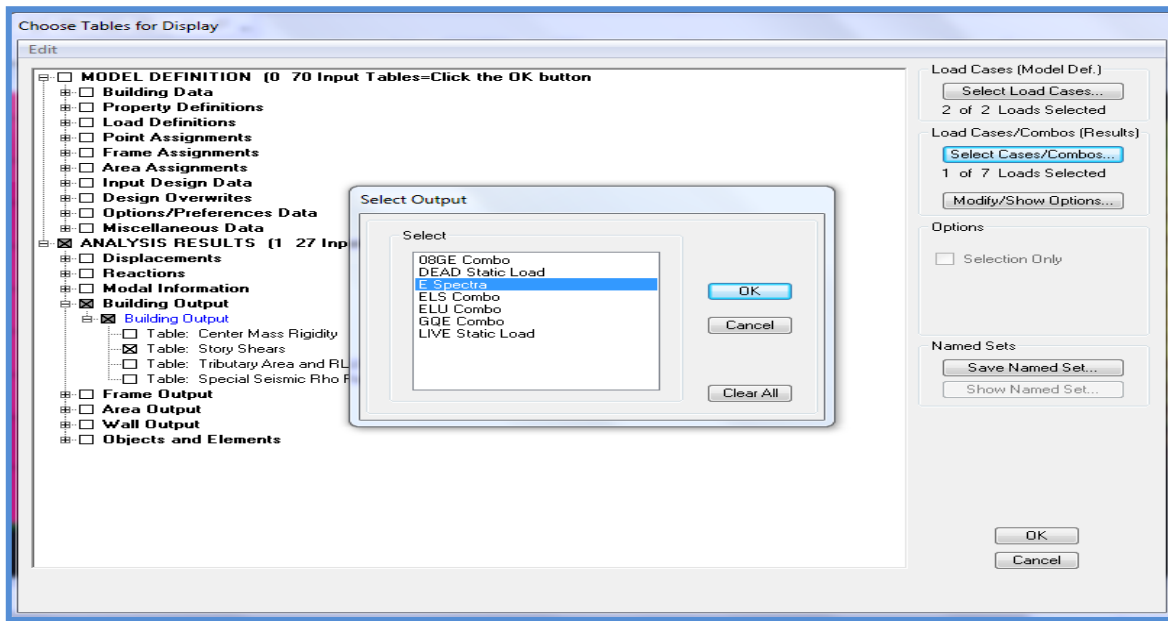 Choose Tables for Display
Edit
MODEL DEFINITION (0 70 Input Tables=Click the OK button
Building Data
Property Definitions
Load Definitions
Point Assignments
Frame Assignments
Area Assignments
Input Design Data
Design Overwrites
Options/Preferences Data
Miscellaneous Data
ANALYSIS RESULTS (1 27 Inp
Displacements
Reactions
Modal Information
Building Output
Building Output
Table: Center Mass Rigidity
Table: Story Shears
Table: Tributary Area and RL
Table: Special Seismic Rho F
Frame Output
Area Output
Wall Output
Objects and Elements
Select Output
Select
08GE Combo
DEAD Static Load
E Spectra
ELS Combo
ELU Combo
GQE Combo
LIVE Static Load
OK
Cancel
Clear All
Load Cases (Model Def.)
Select Load Cases...
2 of 2 Loads Selected
Load Cases/Combos (Results)
Select Cases/Combos...
1 of 7 Loads Selected
Modify/Show Options...
Options
Selection Only
Named Sets
Save Named Set...
Show Named Set...
OK
Cancel